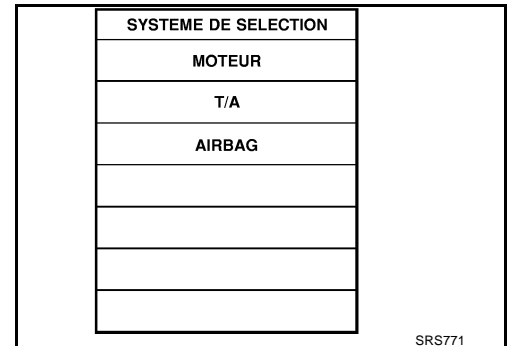 SYSTEME DE SELECTION
MOTEUR
T/A
AIRBAG
SRS771